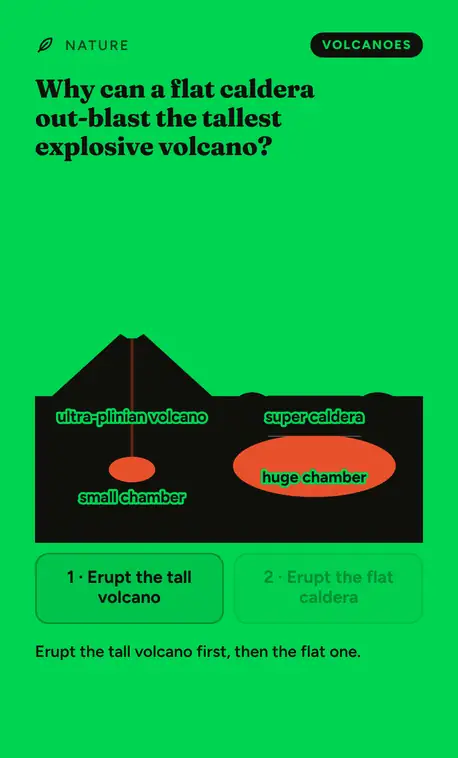 NATURE
VOLCANOES
Why can a flat caldera
out-blast the tallest
explosive volcano?
ultra-plinian volcano
super caldera
huge chamber
small chamber
1 · Erupt the tall
volcano
2 · Erupt the flat
caldera
Erupt the tall volcano first, then the flat one.